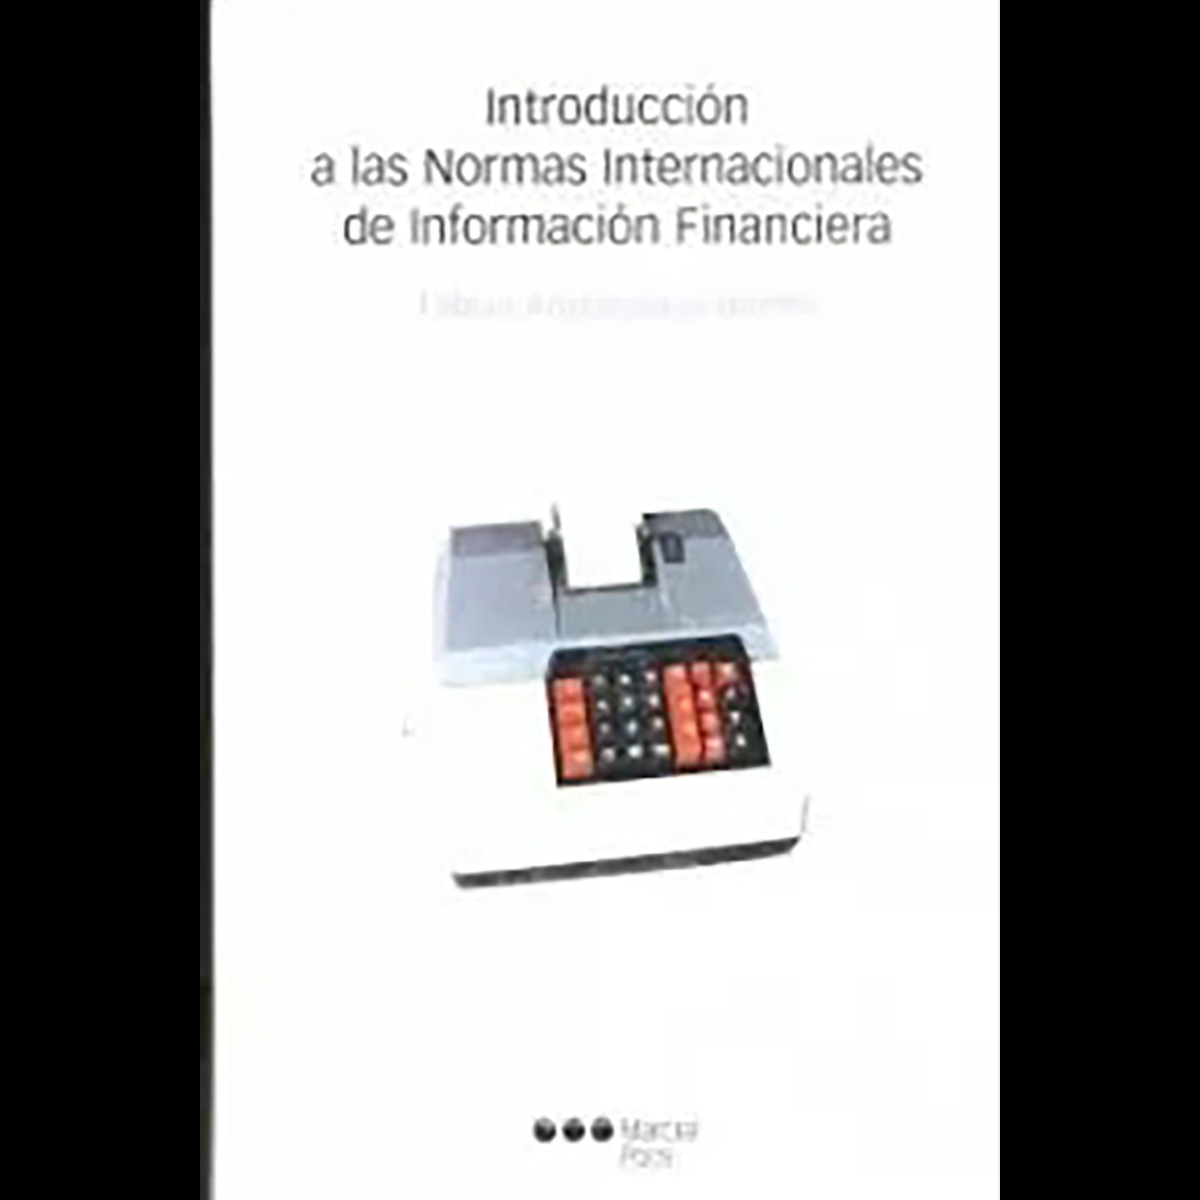 Introducción
a las Normas Internacionales
de Información Financiera
Marcial
Pons